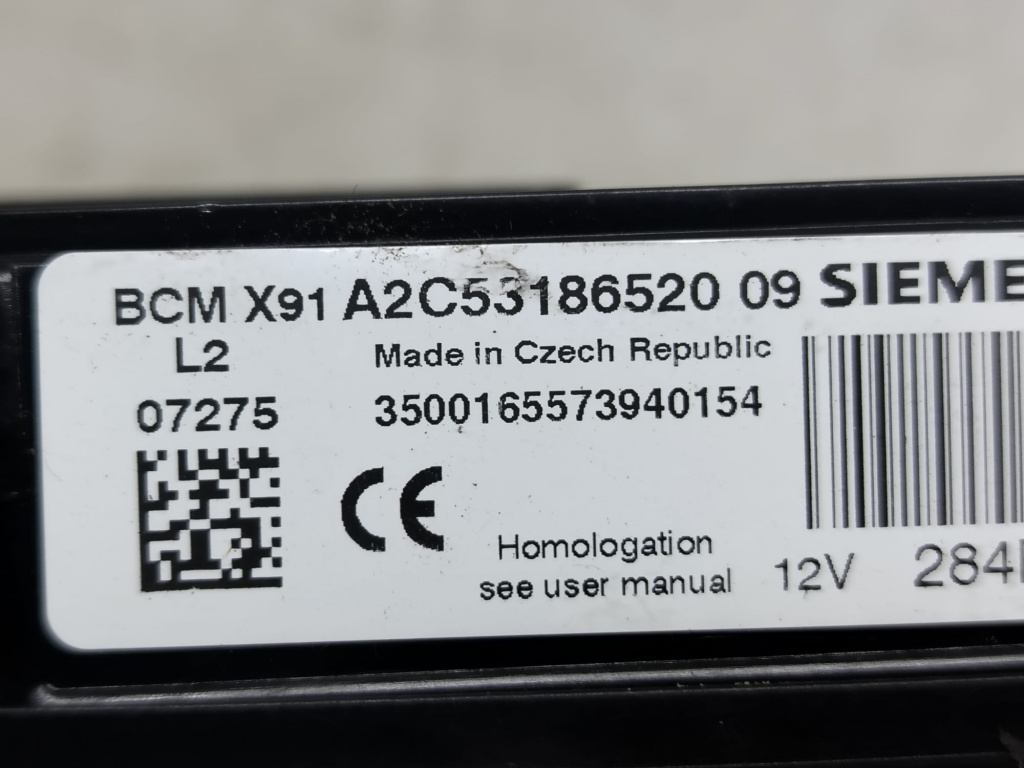 BCM X91 A2C53186520 09 SIEME
L2 Made in Czech Republic
07275 3500165573940154
CE
Homologation
see user manual 12V 284